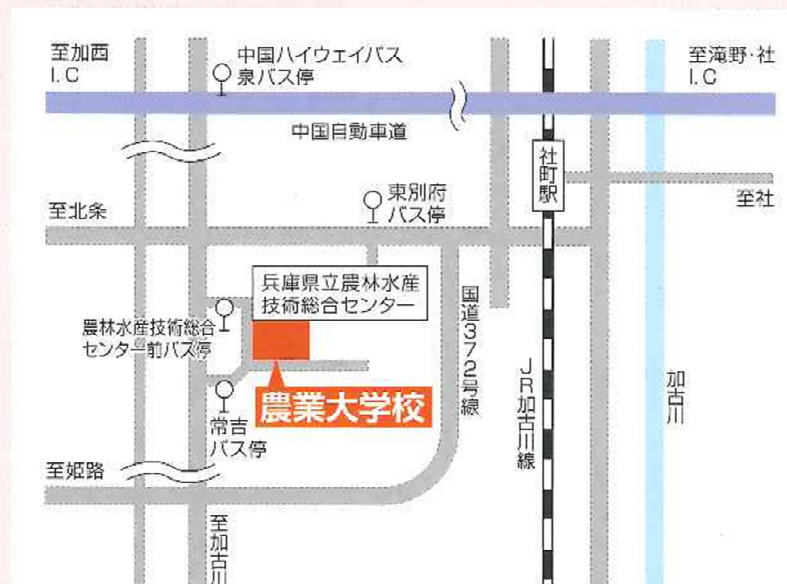 至加西
I.C
中国ハイウェイバス
泉バス停
至滝野・社
I.C
中国自動車道
社町駅
東別府
バス停
至社
至北条
兵庫県立農林水産
技術総合センター
農林水産技術総合
センター前バス停
国道372号線
JR加古川線
加古川
農業大学校
常吉
バス停
至姫路
至加古川